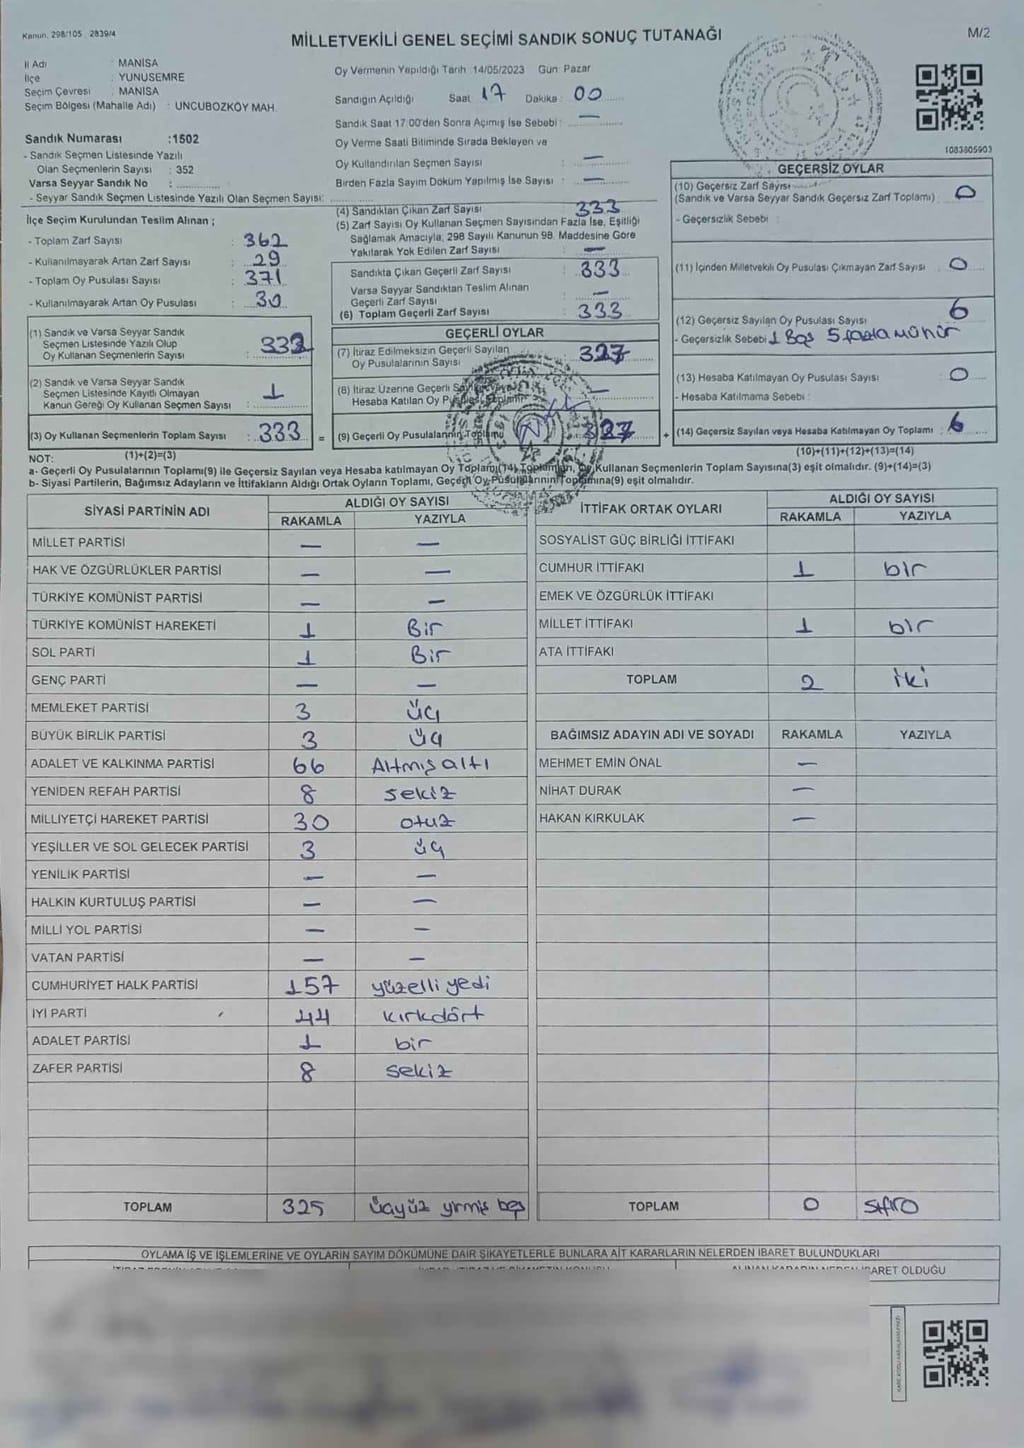 Kanun. 298/105 2839/4
MİLLETVEKİLİ GENEL SEÇİMİ SANDIK SONUÇ TUTANAĞI
M/2
İl Adı : MANİSA
İlçe : YUNUSEMRE
Seçim Çevresi : MANİSA
Seçim Bölgesi (Mahalle Adı) : UNCUBOZKÖY MAH.
Sandık Numarası :1502
- Sandık Seçmen Listesinde Yazılı
Olan Seçmenlerin Sayısı : 352
Varsa Seyyar Sandık No :
- Seyyar Sandık Seçmen Listesinde Yazılı Olan Seçmen Sayısı:
Oy Vermenin Yapıldığı Tarih 14/05/2023 Gün: Pazar
Sandığın Açıldığı Saat 17 Dakika : 00
Sandık Saat 17:00'den Sonra Açımış İse Sebebi : —
Oy Verme Saati Bitiminde Sırada Bekleyen ve
Oy Kullandırılan Seçmen Sayısı : —
Birden Fazla Sayım Döküm Yapılmış İse Sayısı : —
1083805903
İlçe Seçim Kurulundan Teslim Alınan ;
- Toplam Zarf Sayısı : 362
- Kullanılmayarak Artan Zarf Sayısı : 29
- Toplam Oy Pusulası Sayısı : 371
- Kullanılmayarak Artan Oy Pusulası : 30
(4) Sandıktan Çıkan Zarf Sayısı : 333
(5) Zarf Sayısı Oy Kullanan Seçmen Sayısından Fazla İse, Eşitliği
Sağlamak Amacıyla, 298 Sayılı Kanunun 98. Maddesine Göre
Yakılarak Yok Edilen Zarf Sayısı : —
Sandıkta Çıkan Geçerli Zarf Sayısı : 333
Varsa Seyyar Sandıktan Teslim Alınan
Geçerli Zarf Sayısı : —
(6) Toplam Geçerli Zarf Sayısı : 333
GEÇERSİZ OYLAR
(10) Geçersiz Zarf Sayısı
(Sandık ve Varsa Seyyar Sandık Geçersiz Zarf Toplamı) : 0
- Geçersizlik Sebebi :
(11) İçinden Milletvekili Oy Pusulası Çıkmayan Zarf Sayısı : 0
(12) Geçersiz Sayılan Oy Pusulası Sayısı : 6
- Geçersizlik Sebebi 1 Boş 5 fazla mühür
(13) Hesaba Katılmayan Oy Pusulası Sayısı : 0
- Hesaba Katılmama Sebebi :
(1) Sandık ve Varsa Seyyar Sandık
Seçmen Listesinde Yazılı Olup
Oy Kullanan Seçmenlerin Sayısı : 332
(2) Sandık ve Varsa Seyyar Sandık
Seçmen Listesinde Kayıtlı Olmayan
Kanun Gereği Oy Kullanan Seçmen Sayısı : 1
(3) Oy Kullanan Seçmenlerin Toplam Sayısı : 333 =
GEÇERLİ OYLAR
(7) İtiraz Edilmeksizin Geçerli Sayılan
Oy Pusulalarının Sayısı : 327
(8) İtiraz Üzerine Geçerli
Hesaba Katılan Oy : —
(9) Geçerli Oy Pusulalarının Toplamı 327 +
(14) Geçersiz Sayılan veya Hesaba Katılmayan Oy Toplamı : 6
NOT: (1)+(2)=(3)
(10)+(11)+(12)+(13)=(14)
a- Geçerli Oy Pusulalarının Toplamı(9) ile Geçersiz Sayılan veya Hesaba katılmayan Oy Toplamı(14) Toplamları, Oy Kullanan Seçmenlerin Toplam Sayısına(3) eşit olmalıdır. (9)+(14)=(3)
b- Siyasi Partilerin, Bağımsız Adayların ve İttifakların Aldığı Ortak Oyların Toplamı, Geçerli Oy Pusulalarının Toplamına(9) eşit olmalıdır.
SİYASİ PARTİNİN ADI ALDIĞI OY SAYISI
RAKAMLA YAZIYLA
MİLLET PARTİSİ — —
HAK VE ÖZGÜRLÜKLER PARTİSİ — —
TÜRKİYE KOMÜNİST PARTİSİ — —
TÜRKİYE KOMÜNİST HAREKETİ 1 Bir
SOL PARTİ 1 Bir
GENÇ PARTİ — —
MEMLEKET PARTİSİ 3 üç
BÜYÜK BİRLİK PARTİSİ 3 üç
ADALET VE KALKINMA PARTİSİ 66 Altmış altı
YENİDEN REFAH PARTİSİ 8 sekiz
MİLLİYETÇİ HAREKET PARTİSİ 30 otuz
YEŞİLLER VE SOL GELECEK PARTİSİ 3 üç
YENİLİK PARTİSİ — —
HALKIN KURTULUŞ PARTİSİ — —
MİLLİ YOL PARTİSİ — —
VATAN PARTİSİ — —
CUMHURİYET HALK PARTİSİ 157 yüzelli yedi
İYİ PARTİ 44 kırkdört
ADALET PARTİSİ 1 bir
ZAFER PARTİSİ 8 sekiz
TOPLAM 325 üçyüz yirmiş beş
İTTİFAK ORTAK OYLARI ALDIĞI OY SAYISI
RAKAMLA YAZIYLA
SOSYALİST GÜÇ BİRLİĞİ İTTİFAKI
CUMHUR İTTİFAKI 1 bir
EMEK VE ÖZGÜRLÜK İTTİFAKI
MİLLET İTTİFAKI 1 bir
ATA İTTİFAKI
TOPLAM 2 iki
BAĞIMSIZ ADAYIN ADI VE SOYADI RAKAMLA YAZIYLA
MEHMET EMİN ÖNAL —
NİHAT DURAK —
HAKAN KIRKULAK —
TOPLAM 0 sıfıro
OYLAMA İŞ VE İŞLEMLERİNE VE OYLARIN SAYIM DÖKÜMÜNE DAİR ŞİKAYETLERLE BUNLARA AİT KARARLARIN NELERDEN İBARET BULUNDUKLARI
ALINAN KARARIN NEDEN İBARET OLDUĞU